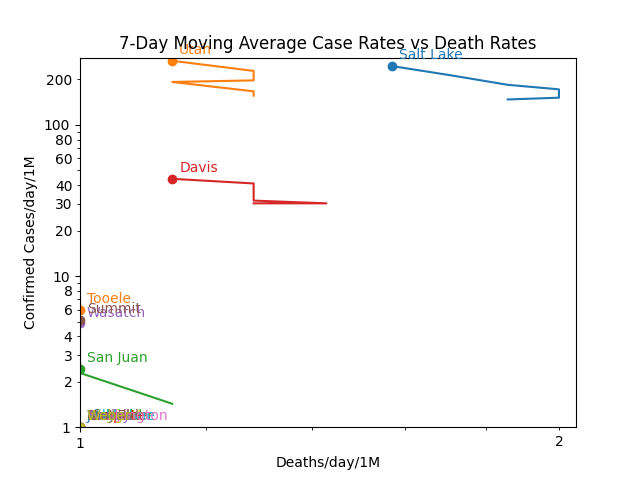 7-Day Moving Average Case Rates vs Death Rates
Utah
Salt Lake
200
100
80
60
Davis
40
30
20
10
8
Tooele
6
Summit
Wasatch
4
3
San Juan
2
1
1
2
Confirmed Cases/day/1M
Deaths/day/1M